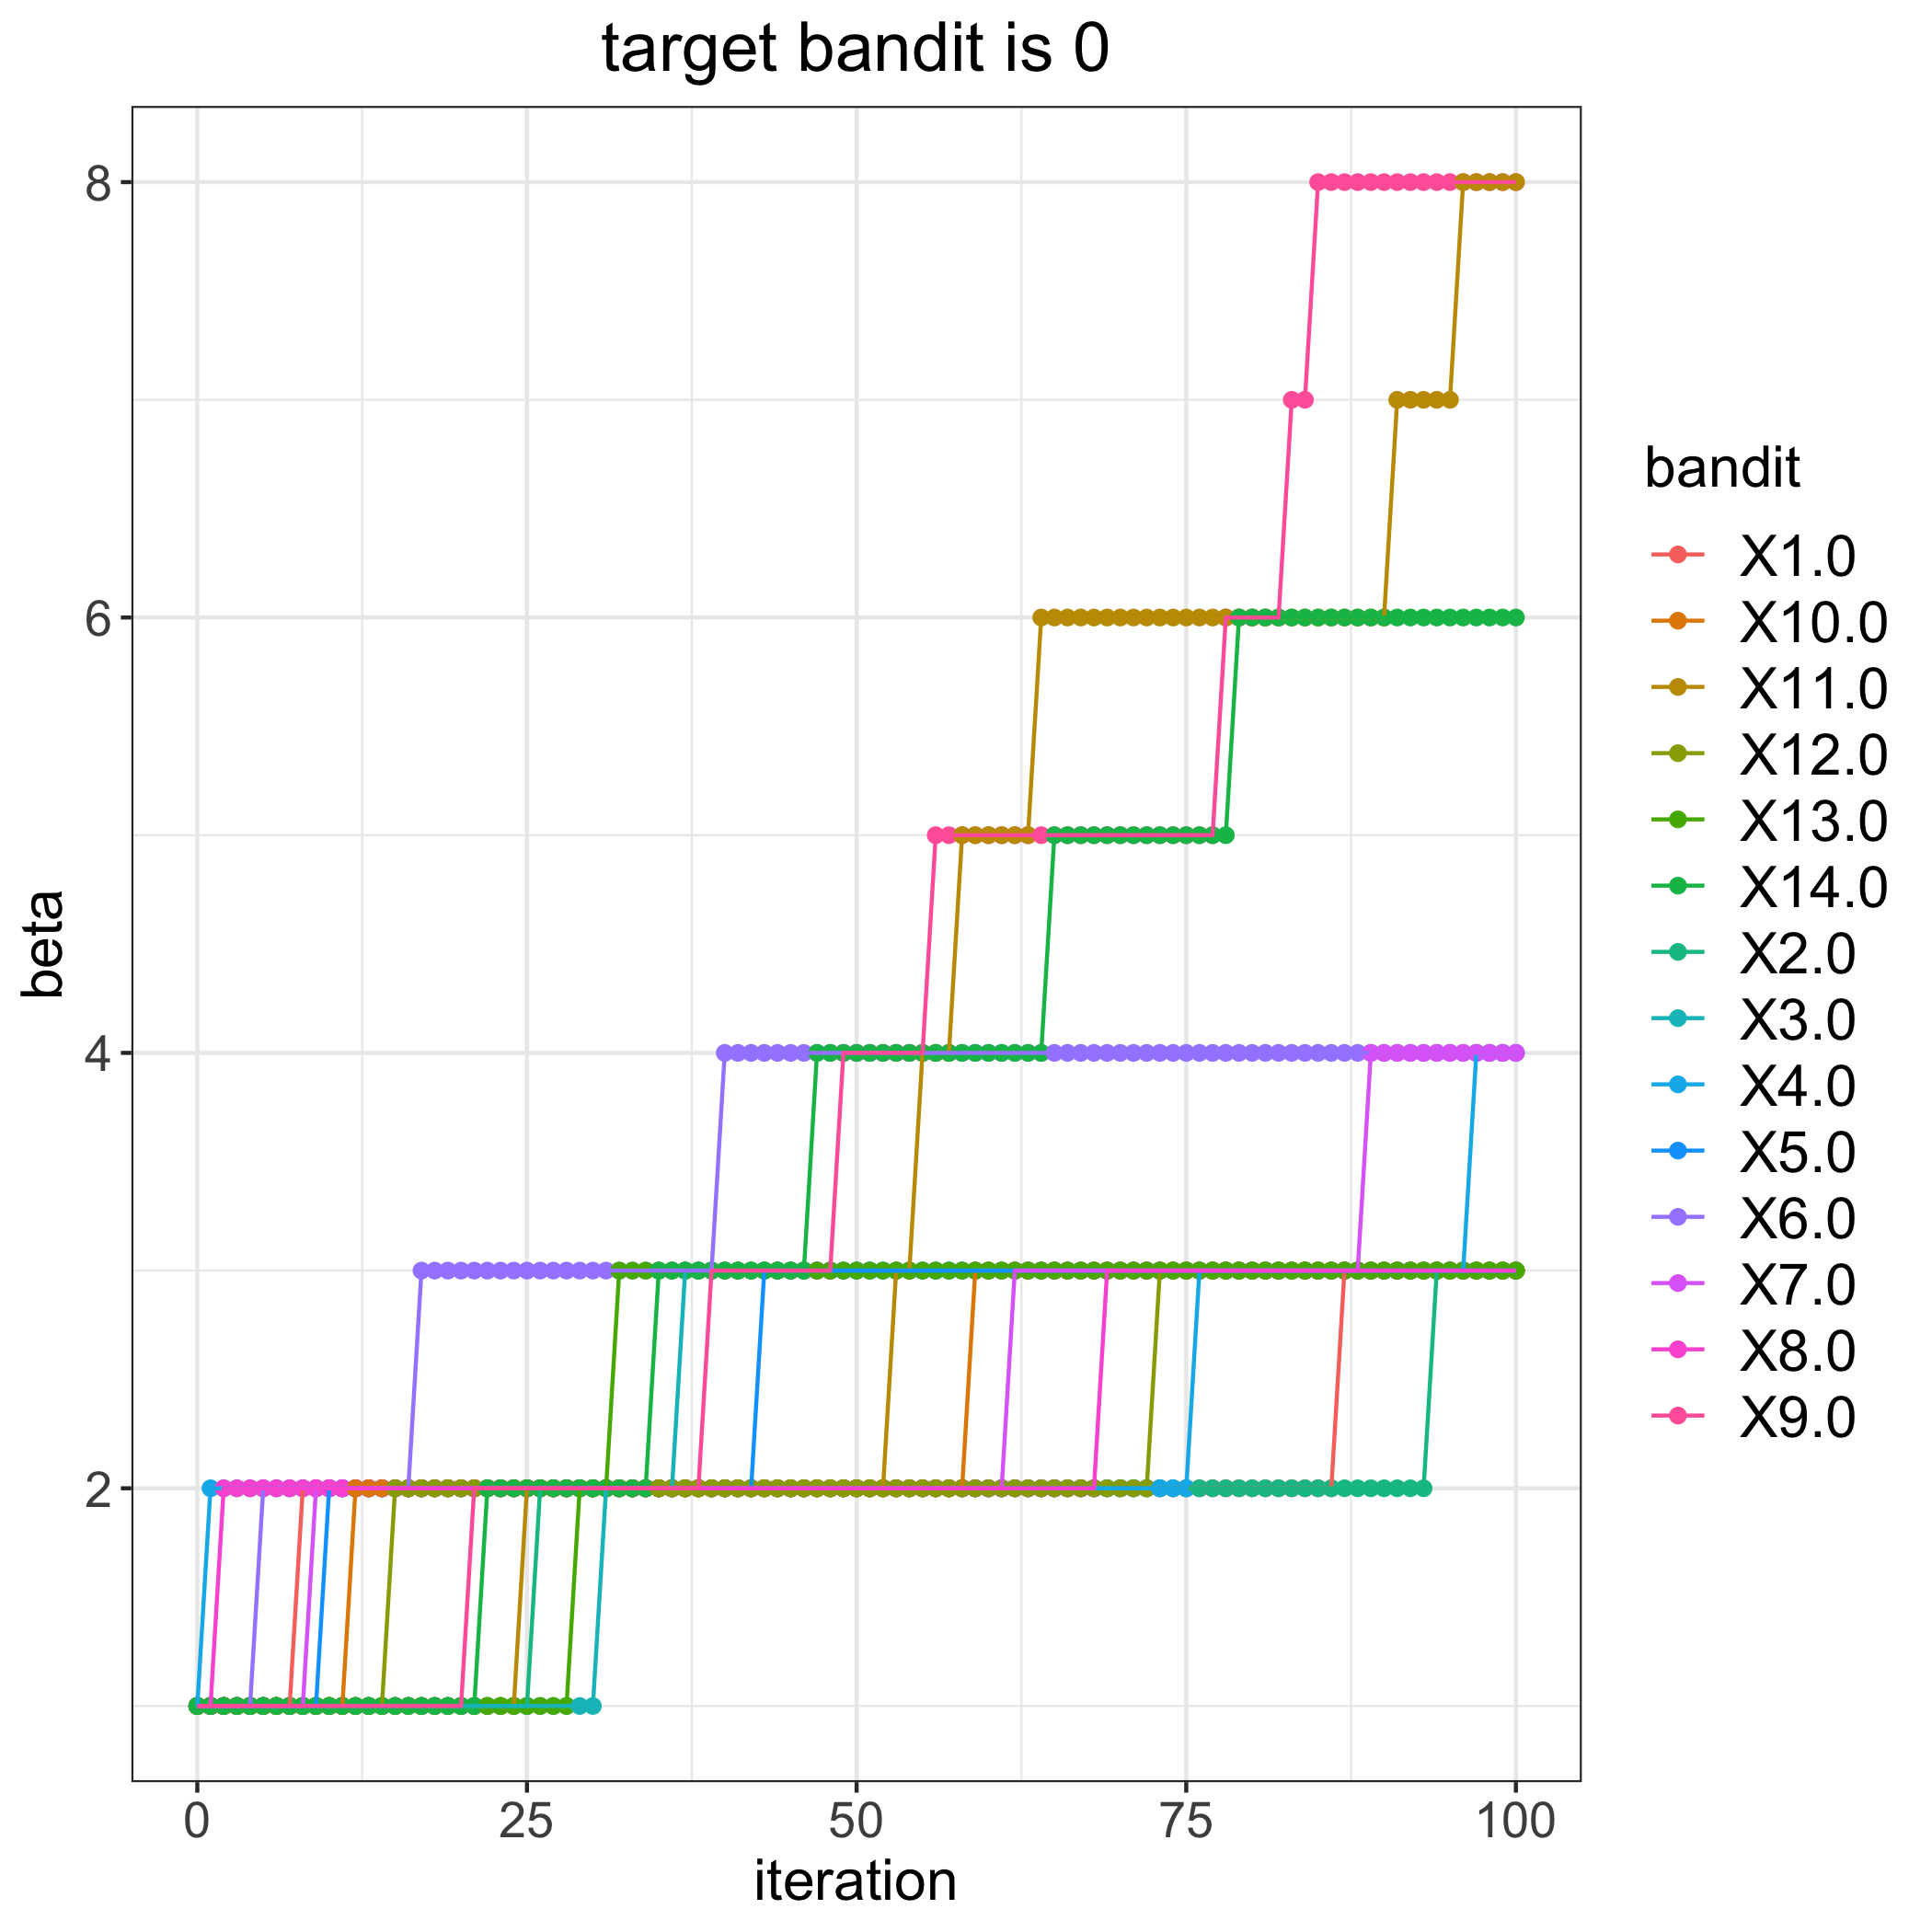 target bandit is 0
8
6
4
2
beta
0 25 50 75 100
iteration
bandit
X1.0
X10.0
X11.0
X12.0
X13.0
X14.0
X2.0
X3.0
X4.0
X5.0
X6.0
X7.0
X8.0
X9.0